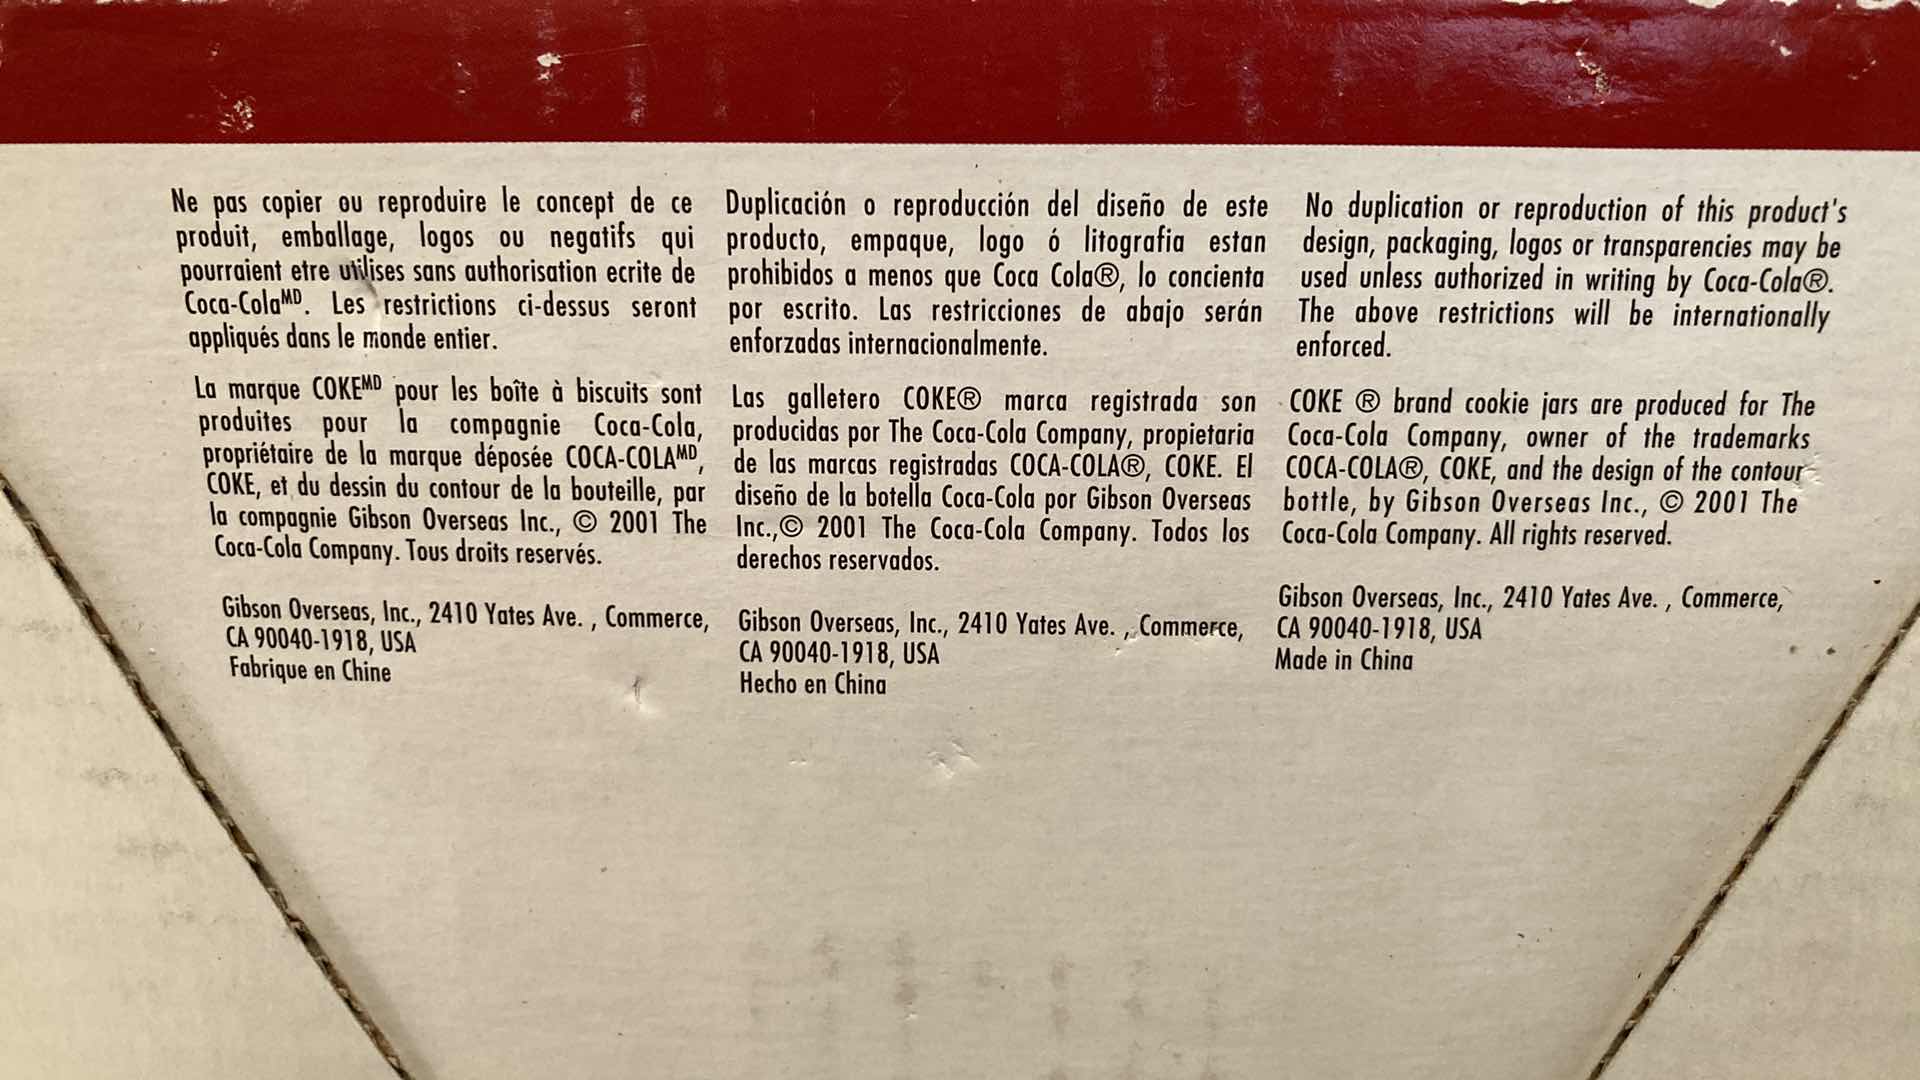 Ne pas copier ou reproduire le concept de ce
produit, emballage, logos ou negatifs qui
pourraient etre utilises sans authorisation ecrite de
Coca-Colaᴹᴰ. Les restrictions ci-dessus seront
appliqués dans le monde entier.
La marque COKEᴹᴰ pour les boîte à biscuits sont
produites pour la compagnie Coca-Cola,
propriétaire de la marque déposée COCA-COLAᴹᴰ,
COKE, et du dessin du contour de la bouteille, par
la compagnie Gibson Overseas Inc., © 2001 The
Coca-Cola Company. Tous droits reservés.
Gibson Overseas, Inc., 2410 Yates Ave. , Commerce,
CA 90040-1918, USA
Fabrique en Chine
Duplicación o reproducción del diseño de este
producto, empaque, logo ó litografia estan
prohibidos a menos que Coca Cola®, lo concienta
por escrito. Las restricciones de abajo serán
enforzadas internacionalmente.
Las galletero COKE® marca registrada son
producidas por The Coca-Cola Company, propietaria
de las marcas registradas COCA-COLA®, COKE. El
diseño de la botella Coca-Cola por Gibson Overseas
Inc.,© 2001 The Coca-Cola Company. Todos los
derechos reservados.
Gibson Overseas, Inc., 2410 Yates Ave. , Commerce,
CA 90040-1918, USA
Hecho en China
No duplication or reproduction of this product's
design, packaging, logos or transparencies may be
used unless authorized in writing by Coca-Cola®.
The above restrictions will be internationally
enforced.
COKE ® brand cookie jars are produced for The
Coca-Cola Company, owner of the trademarks
COCA-COLA®, COKE, and the design of the contour
bottle, by Gibson Overseas Inc., © 2001 The
Coca-Cola Company. All rights reserved.
Gibson Overseas, Inc., 2410 Yates Ave. , Commerce,
CA 90040-1918, USA
Made in China